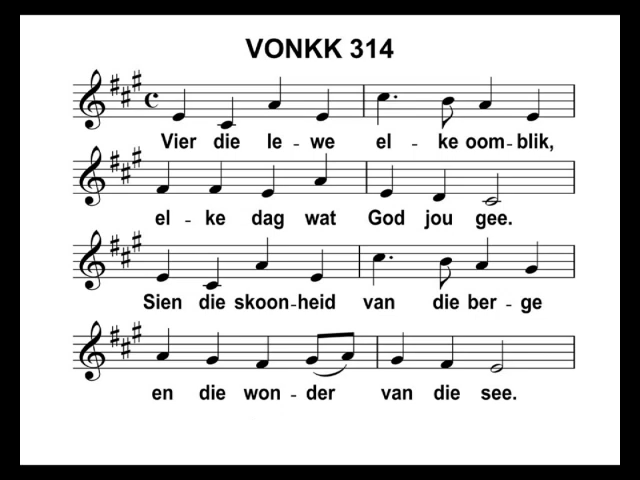 VONKK 314
Vier die le - we el - ke oom - blik,
el - ke dag wat God jou gee.
Sien die skoon - heid van die ber - ge
en die won - der van die see.